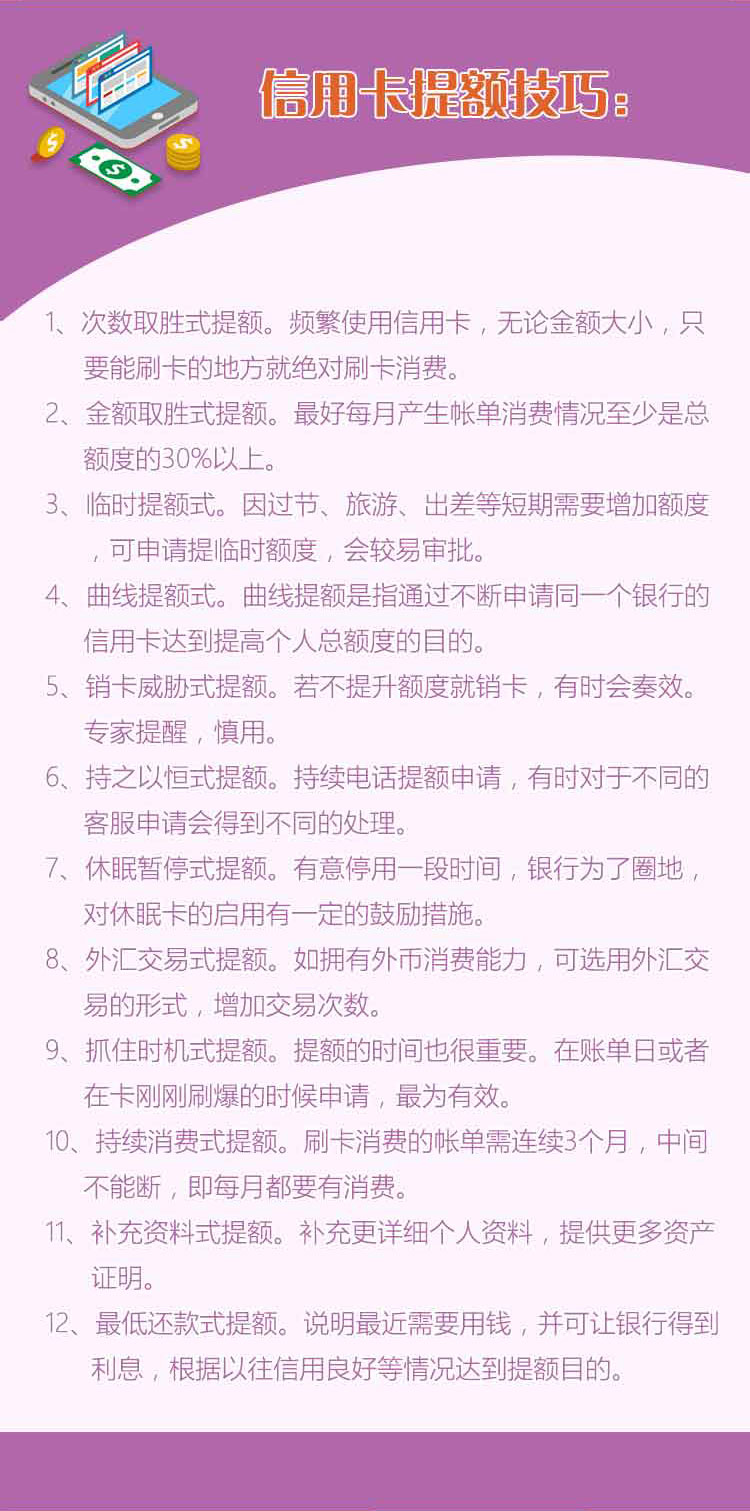 信用卡提额技巧：
1、次数取胜式提额。频繁使用信用卡，无论金额大小，只
要能刷卡的地方就绝对刷卡消费。
2、金额取胜式提额。最好每月产生帐单消费情况至少是总
额度的30%以上。
3、临时提额式。因过节、旅游、出差等短期需要增加额度
，可申请提临时额度，会较易审批。
4、曲线提额式。曲线提额是指通过不断申请同一个银行的
信用卡达到提高个人总额度的目的。
5、销卡威胁式提额。若不提升额度就销卡，有时会奏效。
专家提醒，慎用。
6、持之以恒式提额。持续电话提额申请，有时对于不同的
客服申请会得到不同的处理。
7、休眠暂停式提额。有意停用一段时间，银行为了圈地，
对休眠卡的启用有一定的鼓励措施。
8、外汇交易式提额。如拥有外币消费能力，可选用外汇交
易的形式，增加交易次数。
9、抓住时机式提额。提额的时间也很重要。在账单日或者
在卡刚刚刷爆的时候申请，最为有效。
10、持续消费式提额。刷卡消费的帐单需连续3个月，中间
不能断，即每月都要有消费。
11、补充资料式提额。补充更详细个人资料，提供更多资产
证明。
12、最低还款式提额。说明最近需要用钱，并可让银行得到
利息，根据以往信用良好等情况达到提额目的。